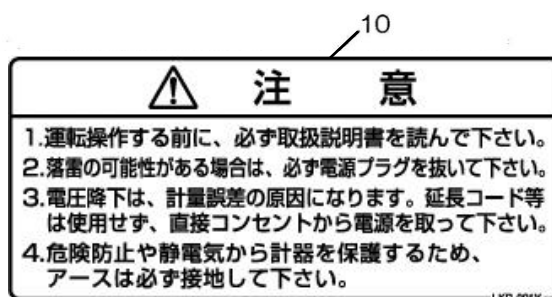 10
⚠ 注 意
1.運転操作する前に、必ず取扱説明書を読んで下さい。
2.落雷の可能性がある場合は、必ず電源プラグを抜いて下さい。
3.電圧降下は、計量誤差の原因になります。延長コード等
は使用せず、直接コンセントから電源を取って下さい。
4.危険防止や静電気から計器を保護するため、
アースは必ず接地して下さい。